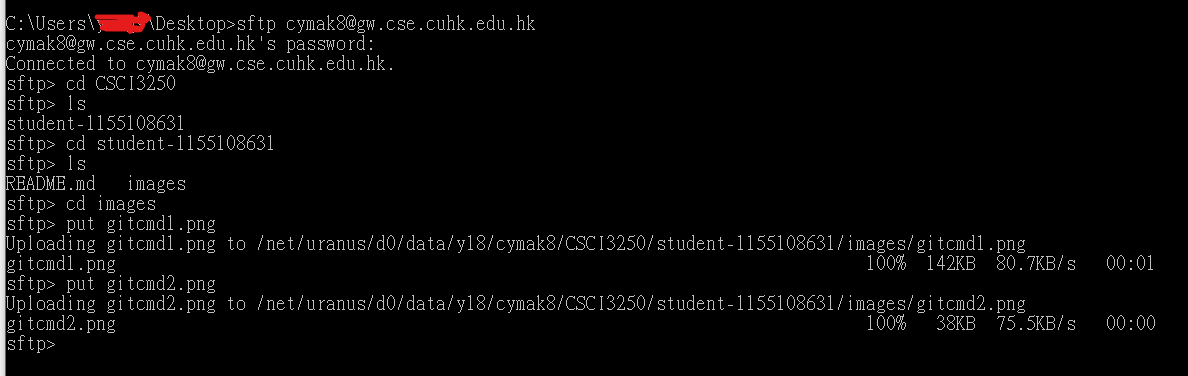 C:\Users\ \Desktop>sftp cymak8@gw.cse.cuhk.edu.hk
cymak8@gw.cse.cuhk.edu.hk's password:
Connected to cymak8@gw.cse.cuhk.edu.hk.
sftp> cd CSCI3250
sftp> ls
student-1155108631
sftp> cd student-1155108631
sftp> ls
README.md images
sftp> cd images
sftp> put gitcmd1.png
Uploading gitcmd1.png to /net/uranus/d0/data/y18/cymak8/CSCI3250/student-1155108631/images/gitcmd1.png
gitcmd1.png 100% 142KB 80.7KB/s 00:01
sftp> put gitcmd2.png
Uploading gitcmd2.png to /net/uranus/d0/data/y18/cymak8/CSCI3250/student-1155108631/images/gitcmd2.png
gitcmd2.png 100% 38KB 75.5KB/s 00:00
sftp>